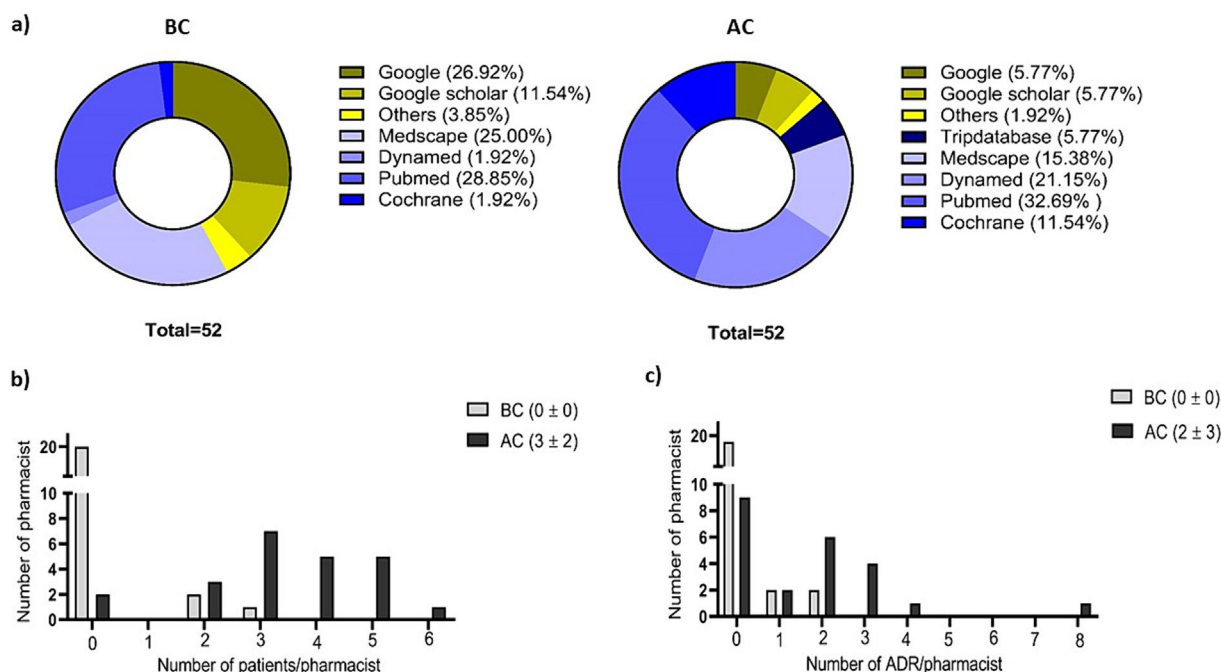 a)
BC
Google (26.92%)
Google scholar (11.54%)
Others (3.85%)
Medscape (25.00%)
Dynamed (1.92%)
Pubmed (28.85%)
Cochrane (1.92%)
Total=52
AC
Google (5.77%)
Google scholar (5.77%)
Others (1.92%)
Tripdatabase (5.77%)
Medscape (15.38%)
Dynamed (21.15%)
Pubmed (32.69% )
Cochrane (11.54%)
Total=52
b)
BC (0 ± 0)
AC (3 ± 2)
Number of pharmacist
20
10
8
6
4
2
0
0 1 2 3 4 5 6
Number of patients/pharmacist
c)
BC (0 ± 0)
AC (2 ± 3)
Number of pharmacist
20
10
8
6
4
2
0
0 1 2 3 4 5 6 7 8
Number of ADR/pharmacist